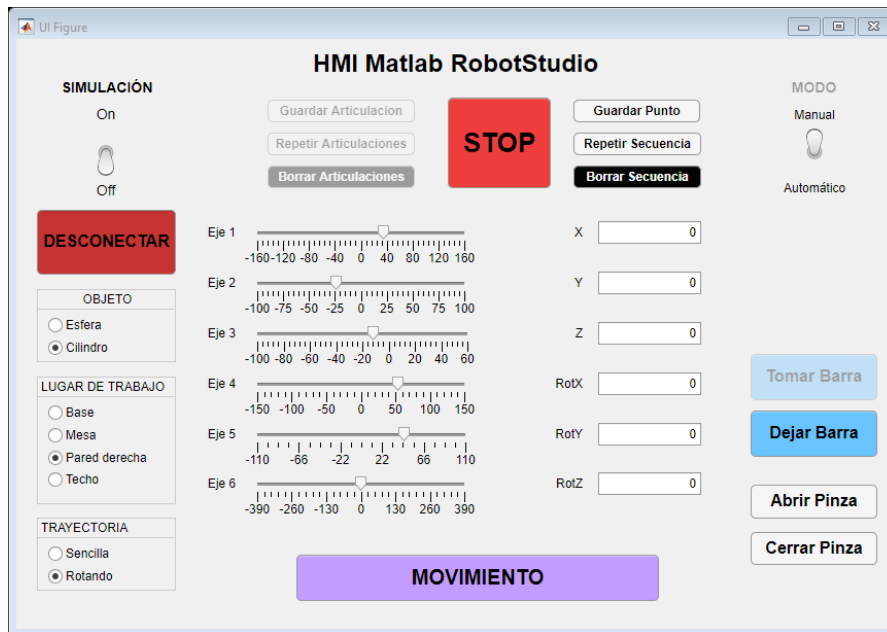 UI Figure
HMI Matlab RobotStudio
SIMULACIÓN
On
Off
Guardar Articulacion
Repetir Articulaciones
Borrar Articulaciones
STOP
Guardar Punto
Repetir Secuencia
Borrar Secuencia
MODO
Manual
Automático
DESCONECTAR
OBJETO
Esfera
Cilindro
LUGAR DE TRABAJO
Base
Mesa
Pared derecha
Techo
TRAYECTORIA
Sencilla
Rotando
Eje 1
-160 -120 -80 -40 0 40 80 120 160
Eje 2
-100 -75 -50 -25 0 25 50 75 100
Eje 3
-100 -80 -60 -40 -20 0 20 40 60
Eje 4
-150 -100 -50 0 50 100 150
Eje 5
-110 -66 -22 22 66 110
Eje 6
-390 -260 -130 0 130 260 390
X 0
Y 0
Z 0
RotX 0
RotY 0
RotZ 0
Tomar Barra
Dejar Barra
Abrir Pinza
Cerrar Pinza
MOVIMIENTO